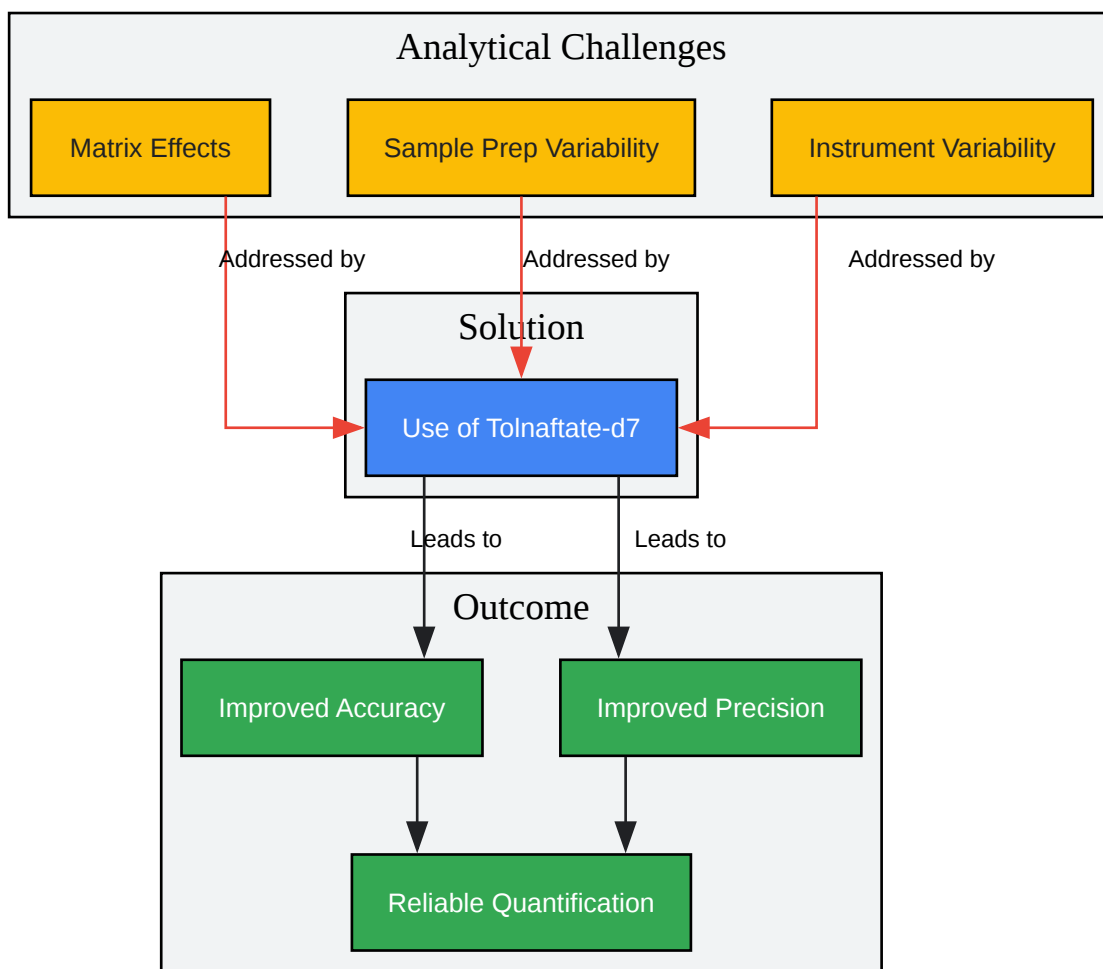 Analytical Challenges
Matrix Effects
Sample Prep Variability
Instrument Variability
Addressed by
Addressed by
Addressed by
Solution
Use of Tolnaftate-d7
Leads to
Leads to
Outcome
Improved Accuracy
Improved Precision
Reliable Quantification